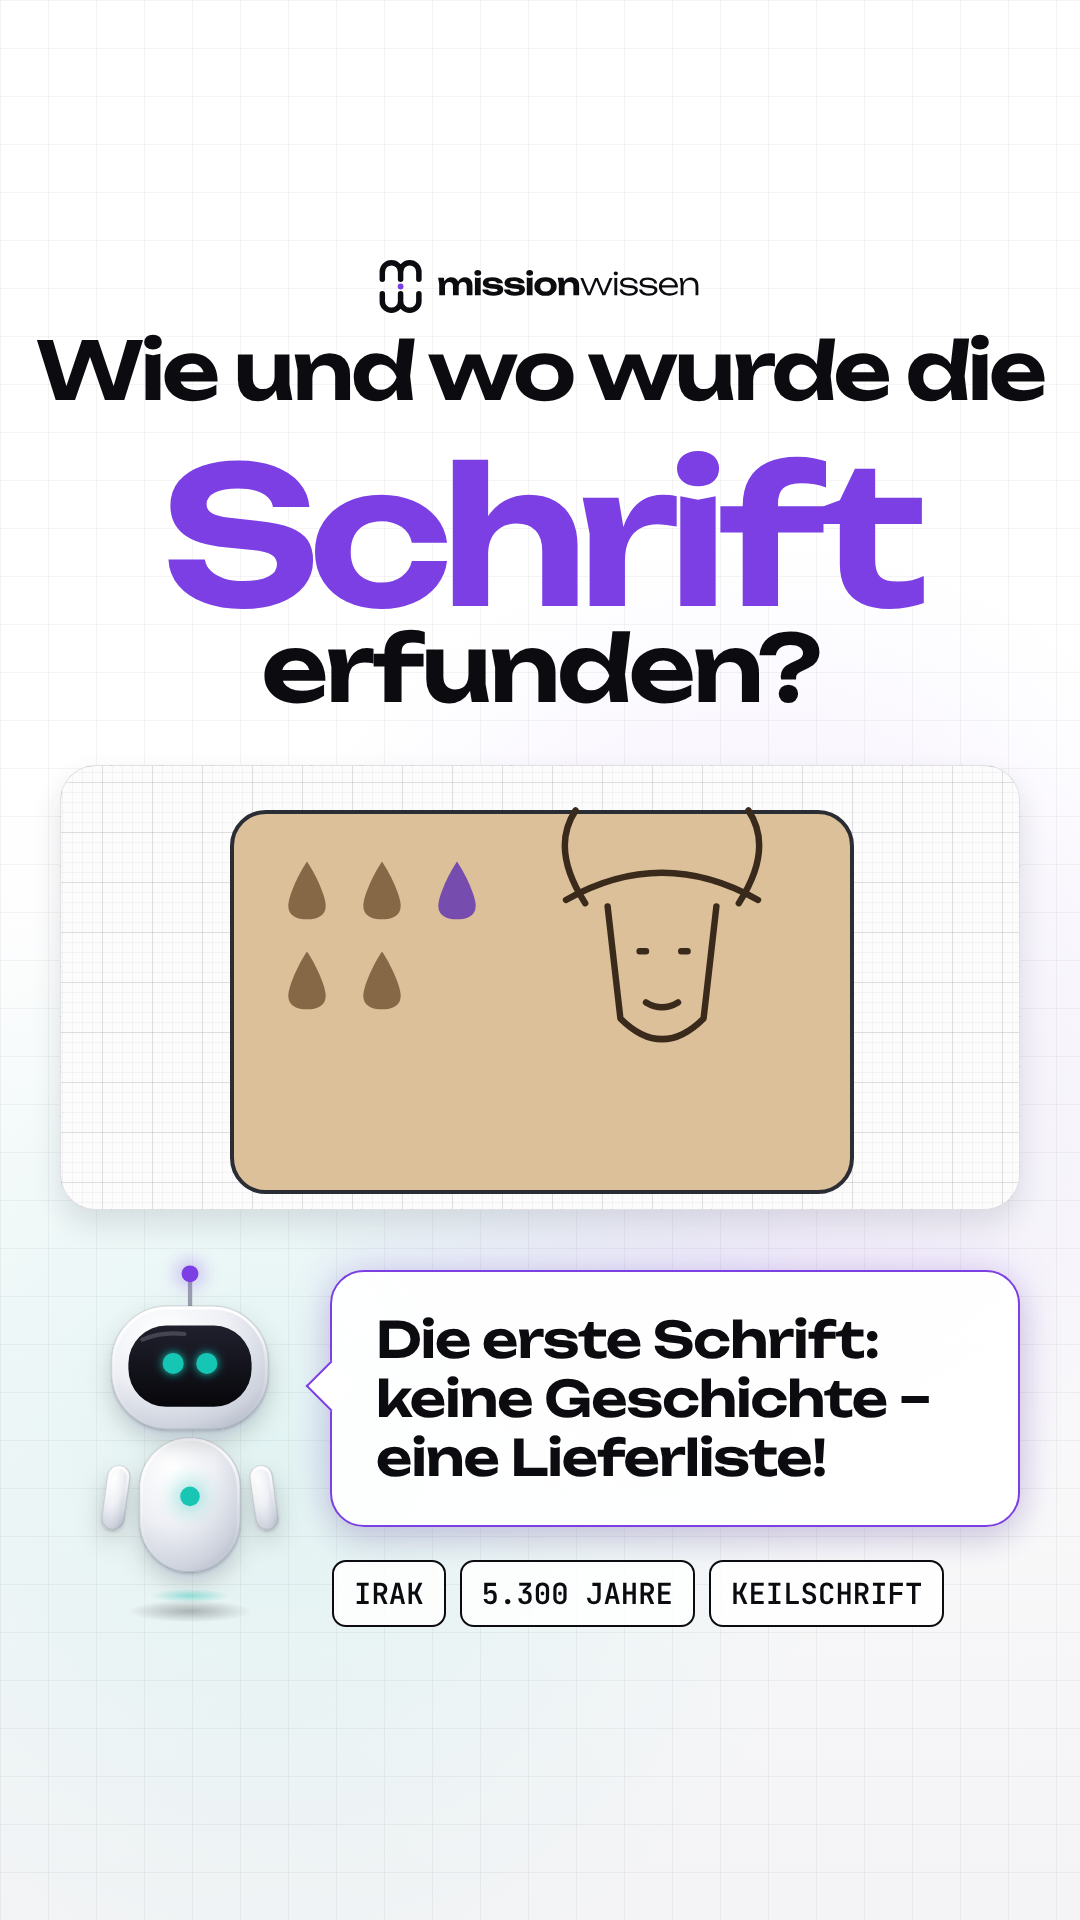 missionwissen
Wie und wo wurde die
Schrift
erfunden?
Die erste Schrift:
keine Geschichte –
eine Lieferliste!
IRAK
5.300 JAHRE
KEILSCHRIFT